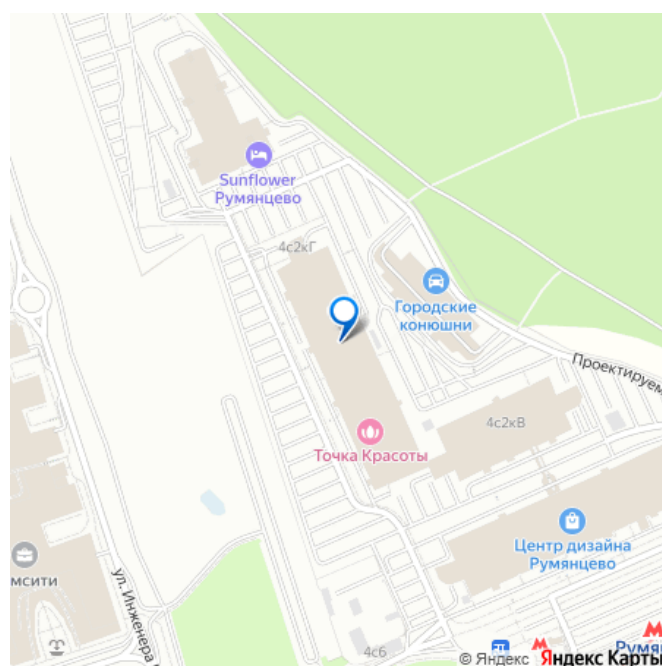 Sunflower
Румянцево
4с2кГ
Городские
конюшни
Проектируем
4с2кВ
Точка Красоты
Центр дизайна
Румянцево
мсити
ул. Инженера
4с6
Румян
© Яндекс Яндекс Карты